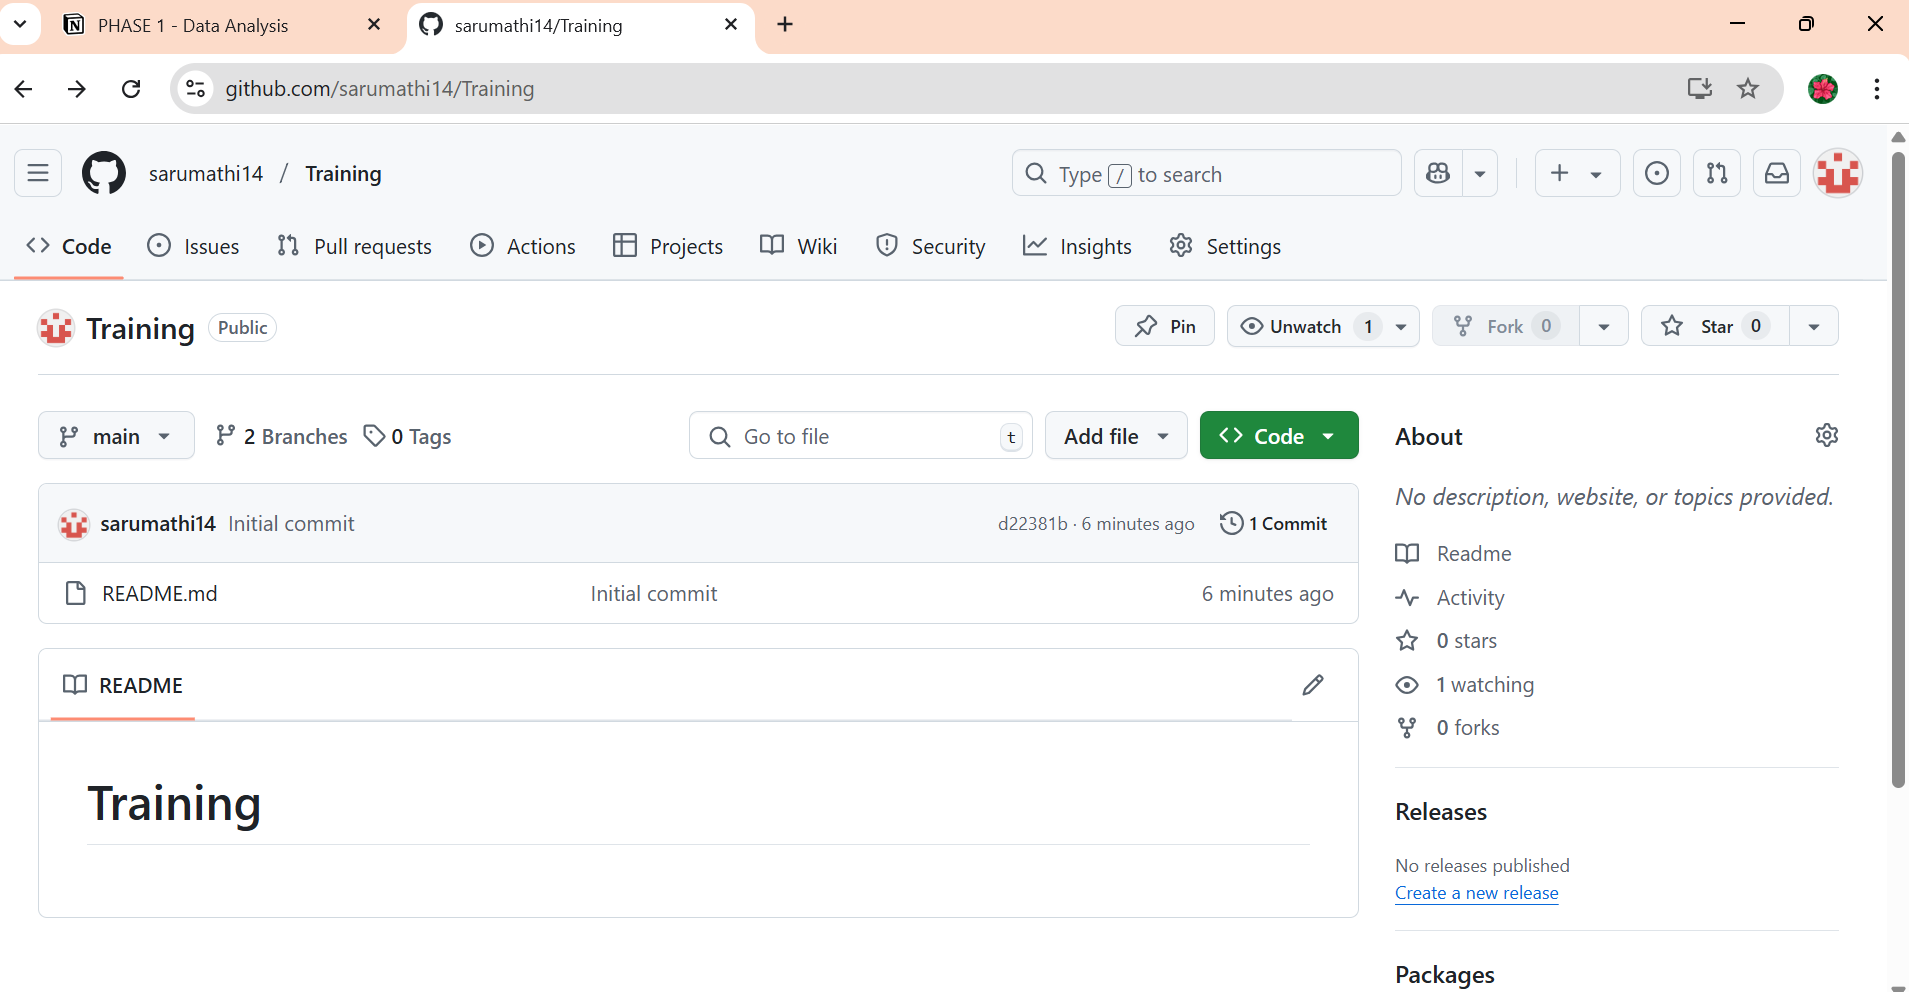 PHASE 1 - Data Analysis
sarumathi14/Training
github.com/sarumathi14/Training
sarumathi14 / Training
Type / to search
Code
Issues
Pull requests
Actions
Projects
Wiki
Security
Insights
Settings
Training Public
Pin
Unwatch 1
Fork 0
Star 0
main
2 Branches
0 Tags
Go to file t
Add file
Code
sarumathi14 Initial commit
d22381b · 6 minutes ago
1 Commit
README.md Initial commit 6 minutes ago
README
Training
About
No description, website, or topics provided.
Readme
Activity
0 stars
1 watching
0 forks
Releases
No releases published
Create a new release
Packages